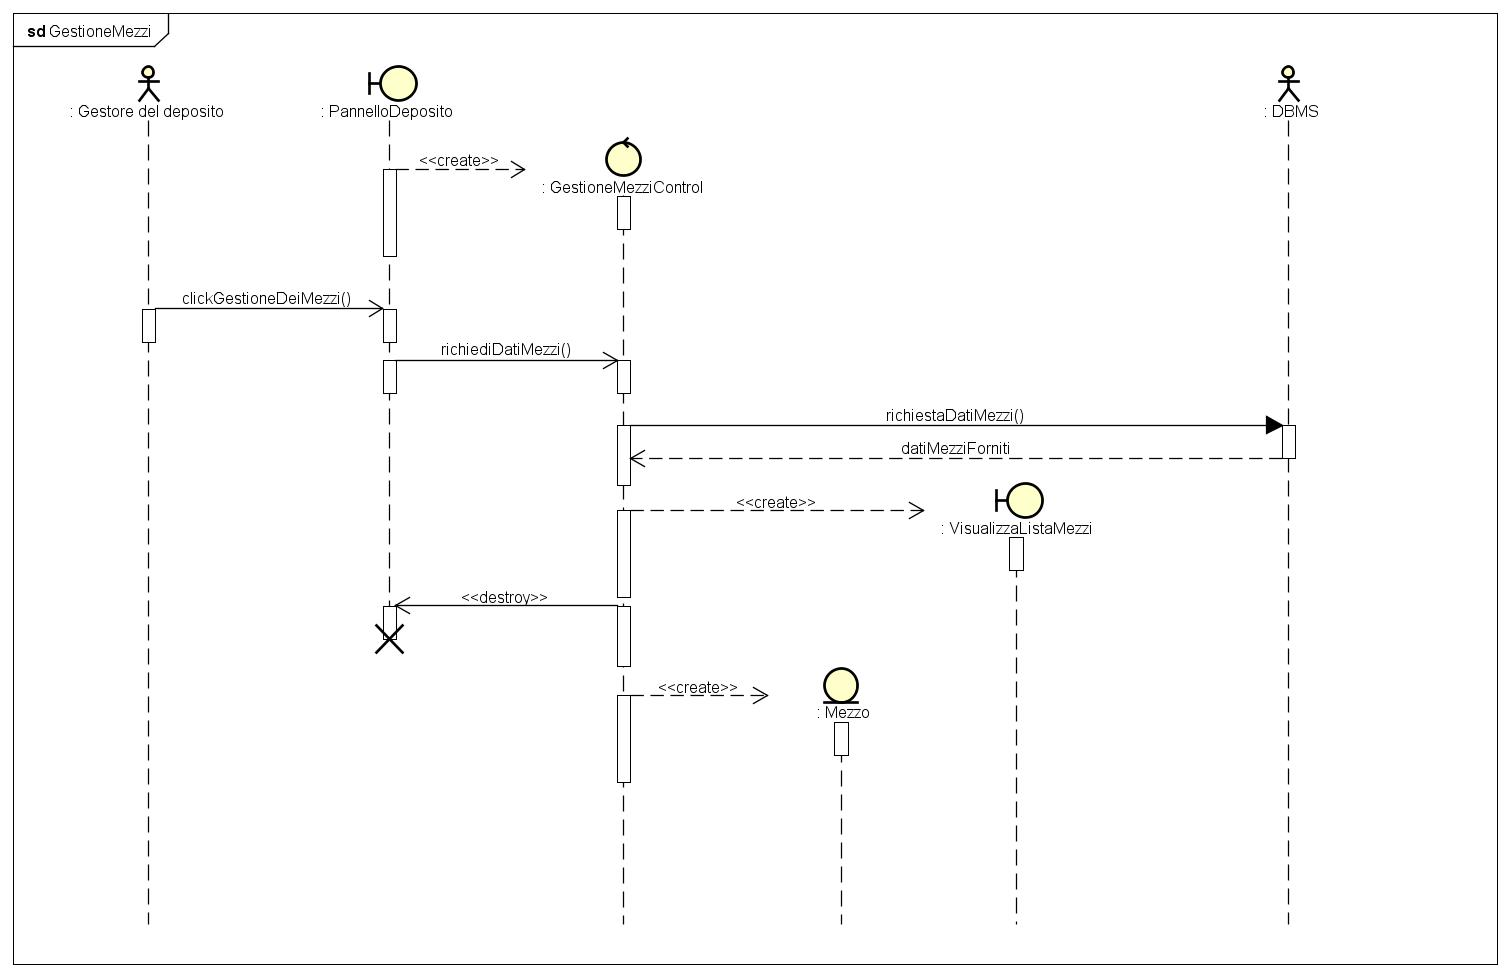 sd GestioneMezzi
: Gestore del deposito
: PannelloDeposito
: DBMS
<<create>>
: GestioneMezziControl
clickGestioneDeiMezzi()
richiediDatiMezzi()
richiestaDatiMezzi()
datiMezziForniti
<<create>>
: VisualizzaListaMezzi
<<destroy>>
<<create>>
: Mezzo